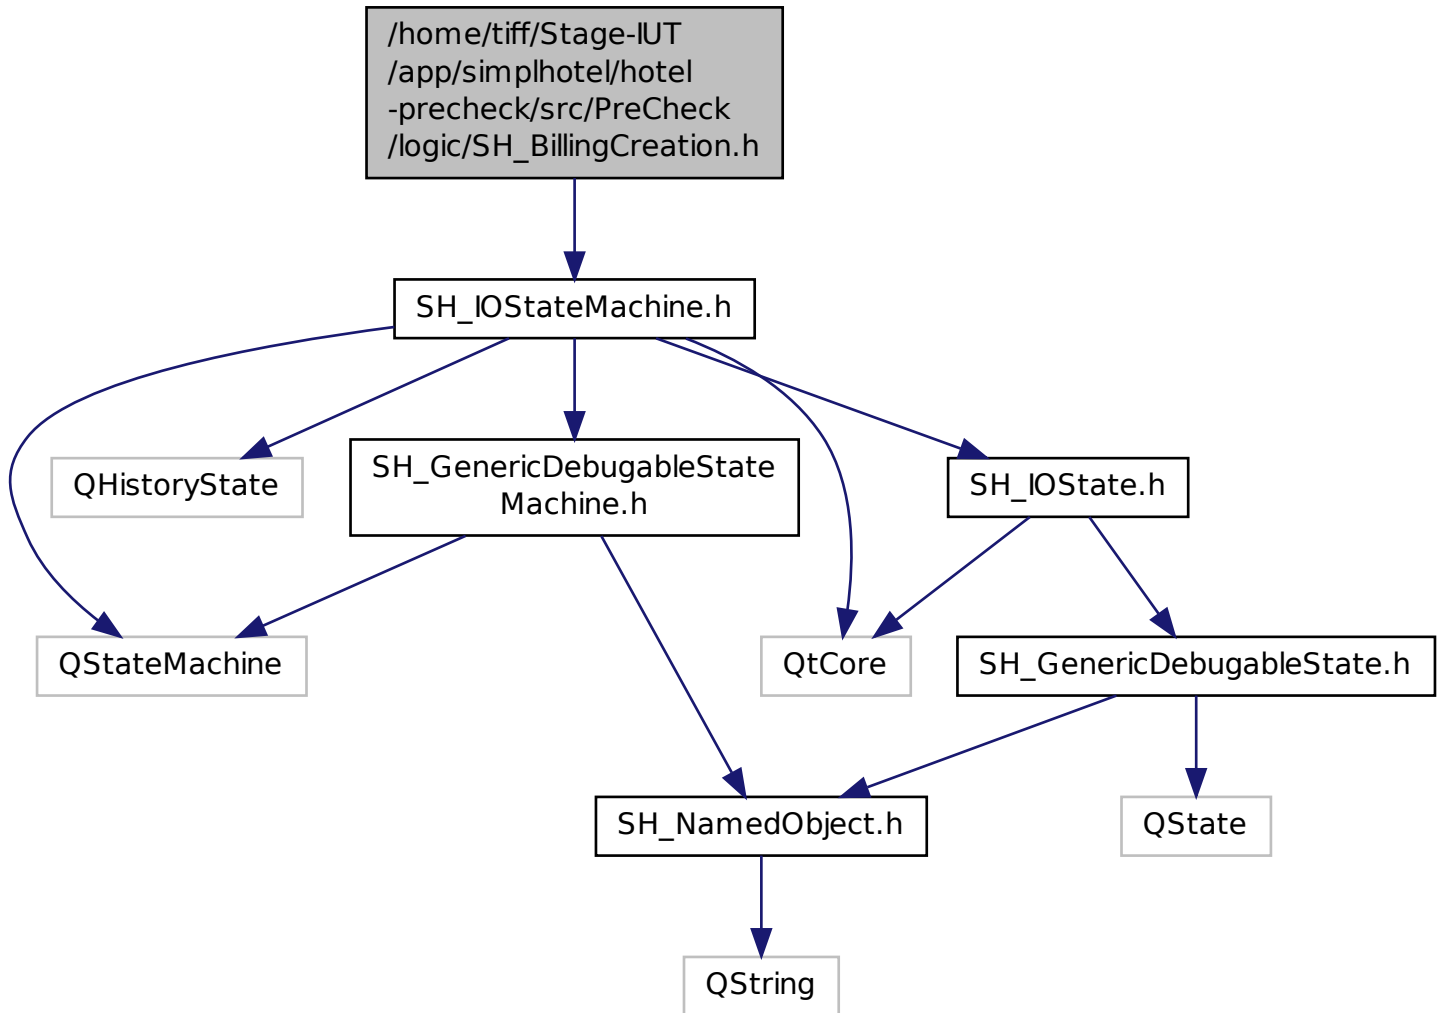 /home/tiff/Stage-IUT
/app/simplhotel/hotel
-precheck/src/PreCheck
/logic/SH_BillingCreation.h
SH_IOStateMachine.h
QHistoryState
SH_GenericDebugableState
Machine.h
SH_IOState.h
QStateMachine
QtCore
SH_GenericDebugableState.h
SH_NamedObject.h
QState
QString